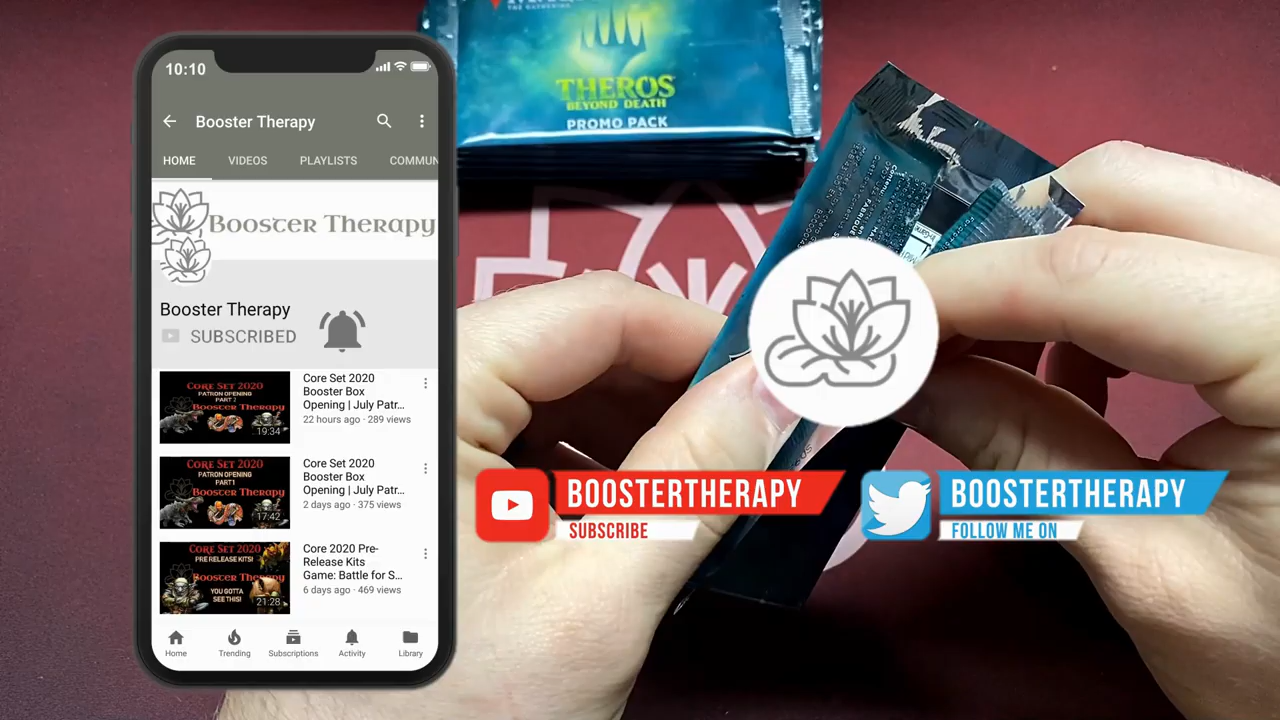 10:10
Booster Therapy
HOME VIDEOS PLAYLISTS COMMUN
Booster Therapy
Booster Therapy
SUBSCRIBED
CORE SET 2020
PATRON OPENING
PART 2
Booster Therapy
19:34
Core Set 2020
Booster Box
Opening | July Patr...
22 hours ago · 289 views
CORE SET 2020
PATRON OPENING
PART 1
Booster Therapy
17:42
Core Set 2020
Booster Box
Opening | July Patr...
2 days ago · 375 views
CORE SET 2020
PRE RELEASE KITS!
Booster Therapy
YOU GOTTA
SEE THIS!
21:28
Core 2020 Pre-
Release Kits
Game: Battle for S...
6 days ago · 469 views
Home Trending Subscriptions Activity Library
THE GATHERING
THEROS
BEYOND DEATH
PROMO PACK
BOOSTERTHERAPY
SUBSCRIBE
BOOSTERTHERAPY
FOLLOW ME ON